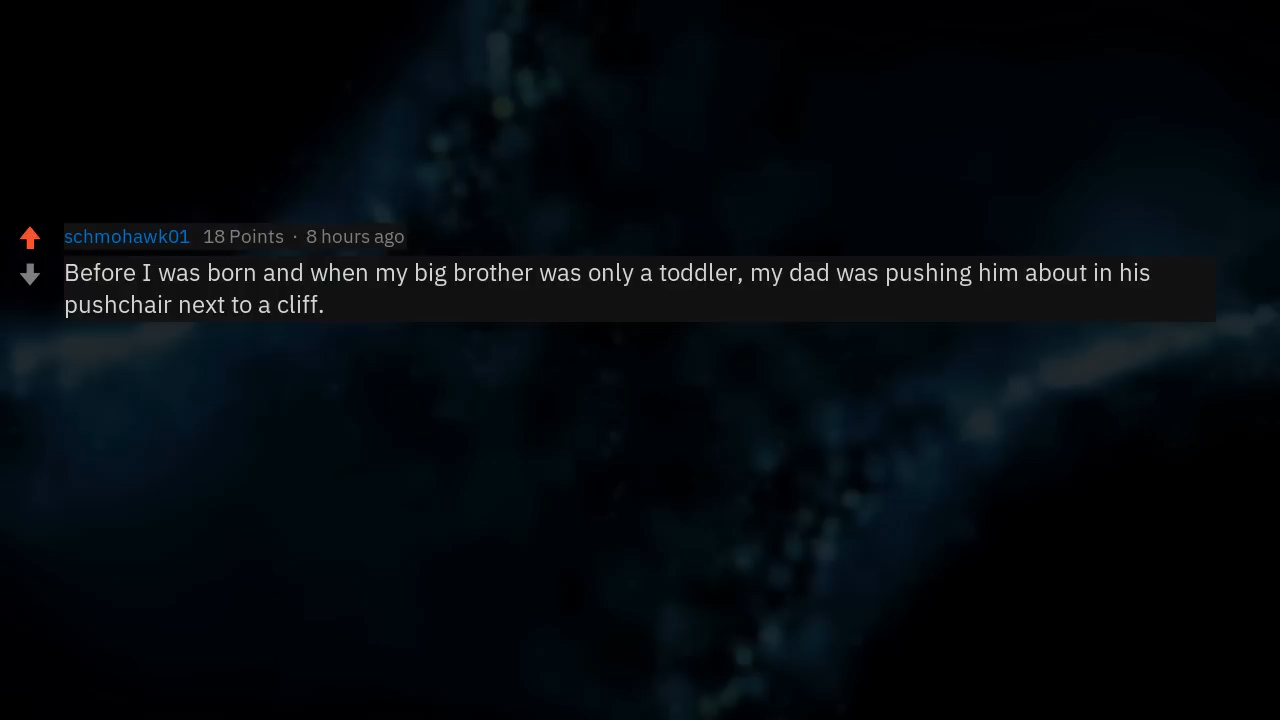 schmohawk01 18 Points · 8 hours ago
Before I was born and when my big brother was only a toddler, my dad was pushing him about in his
pushchair next to a cliff.